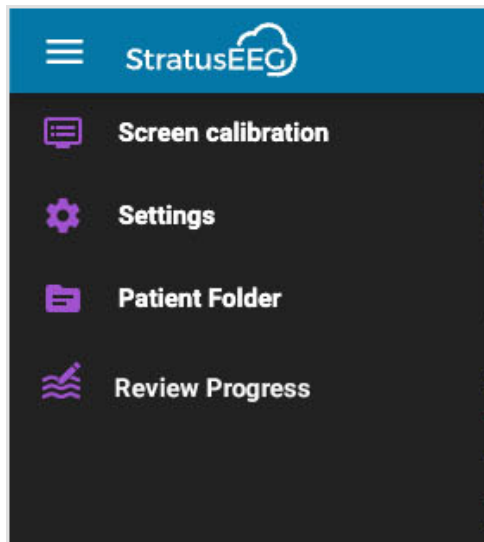 StratusEEG
Screen calibration
Settings
Patient Folder
Review Progress